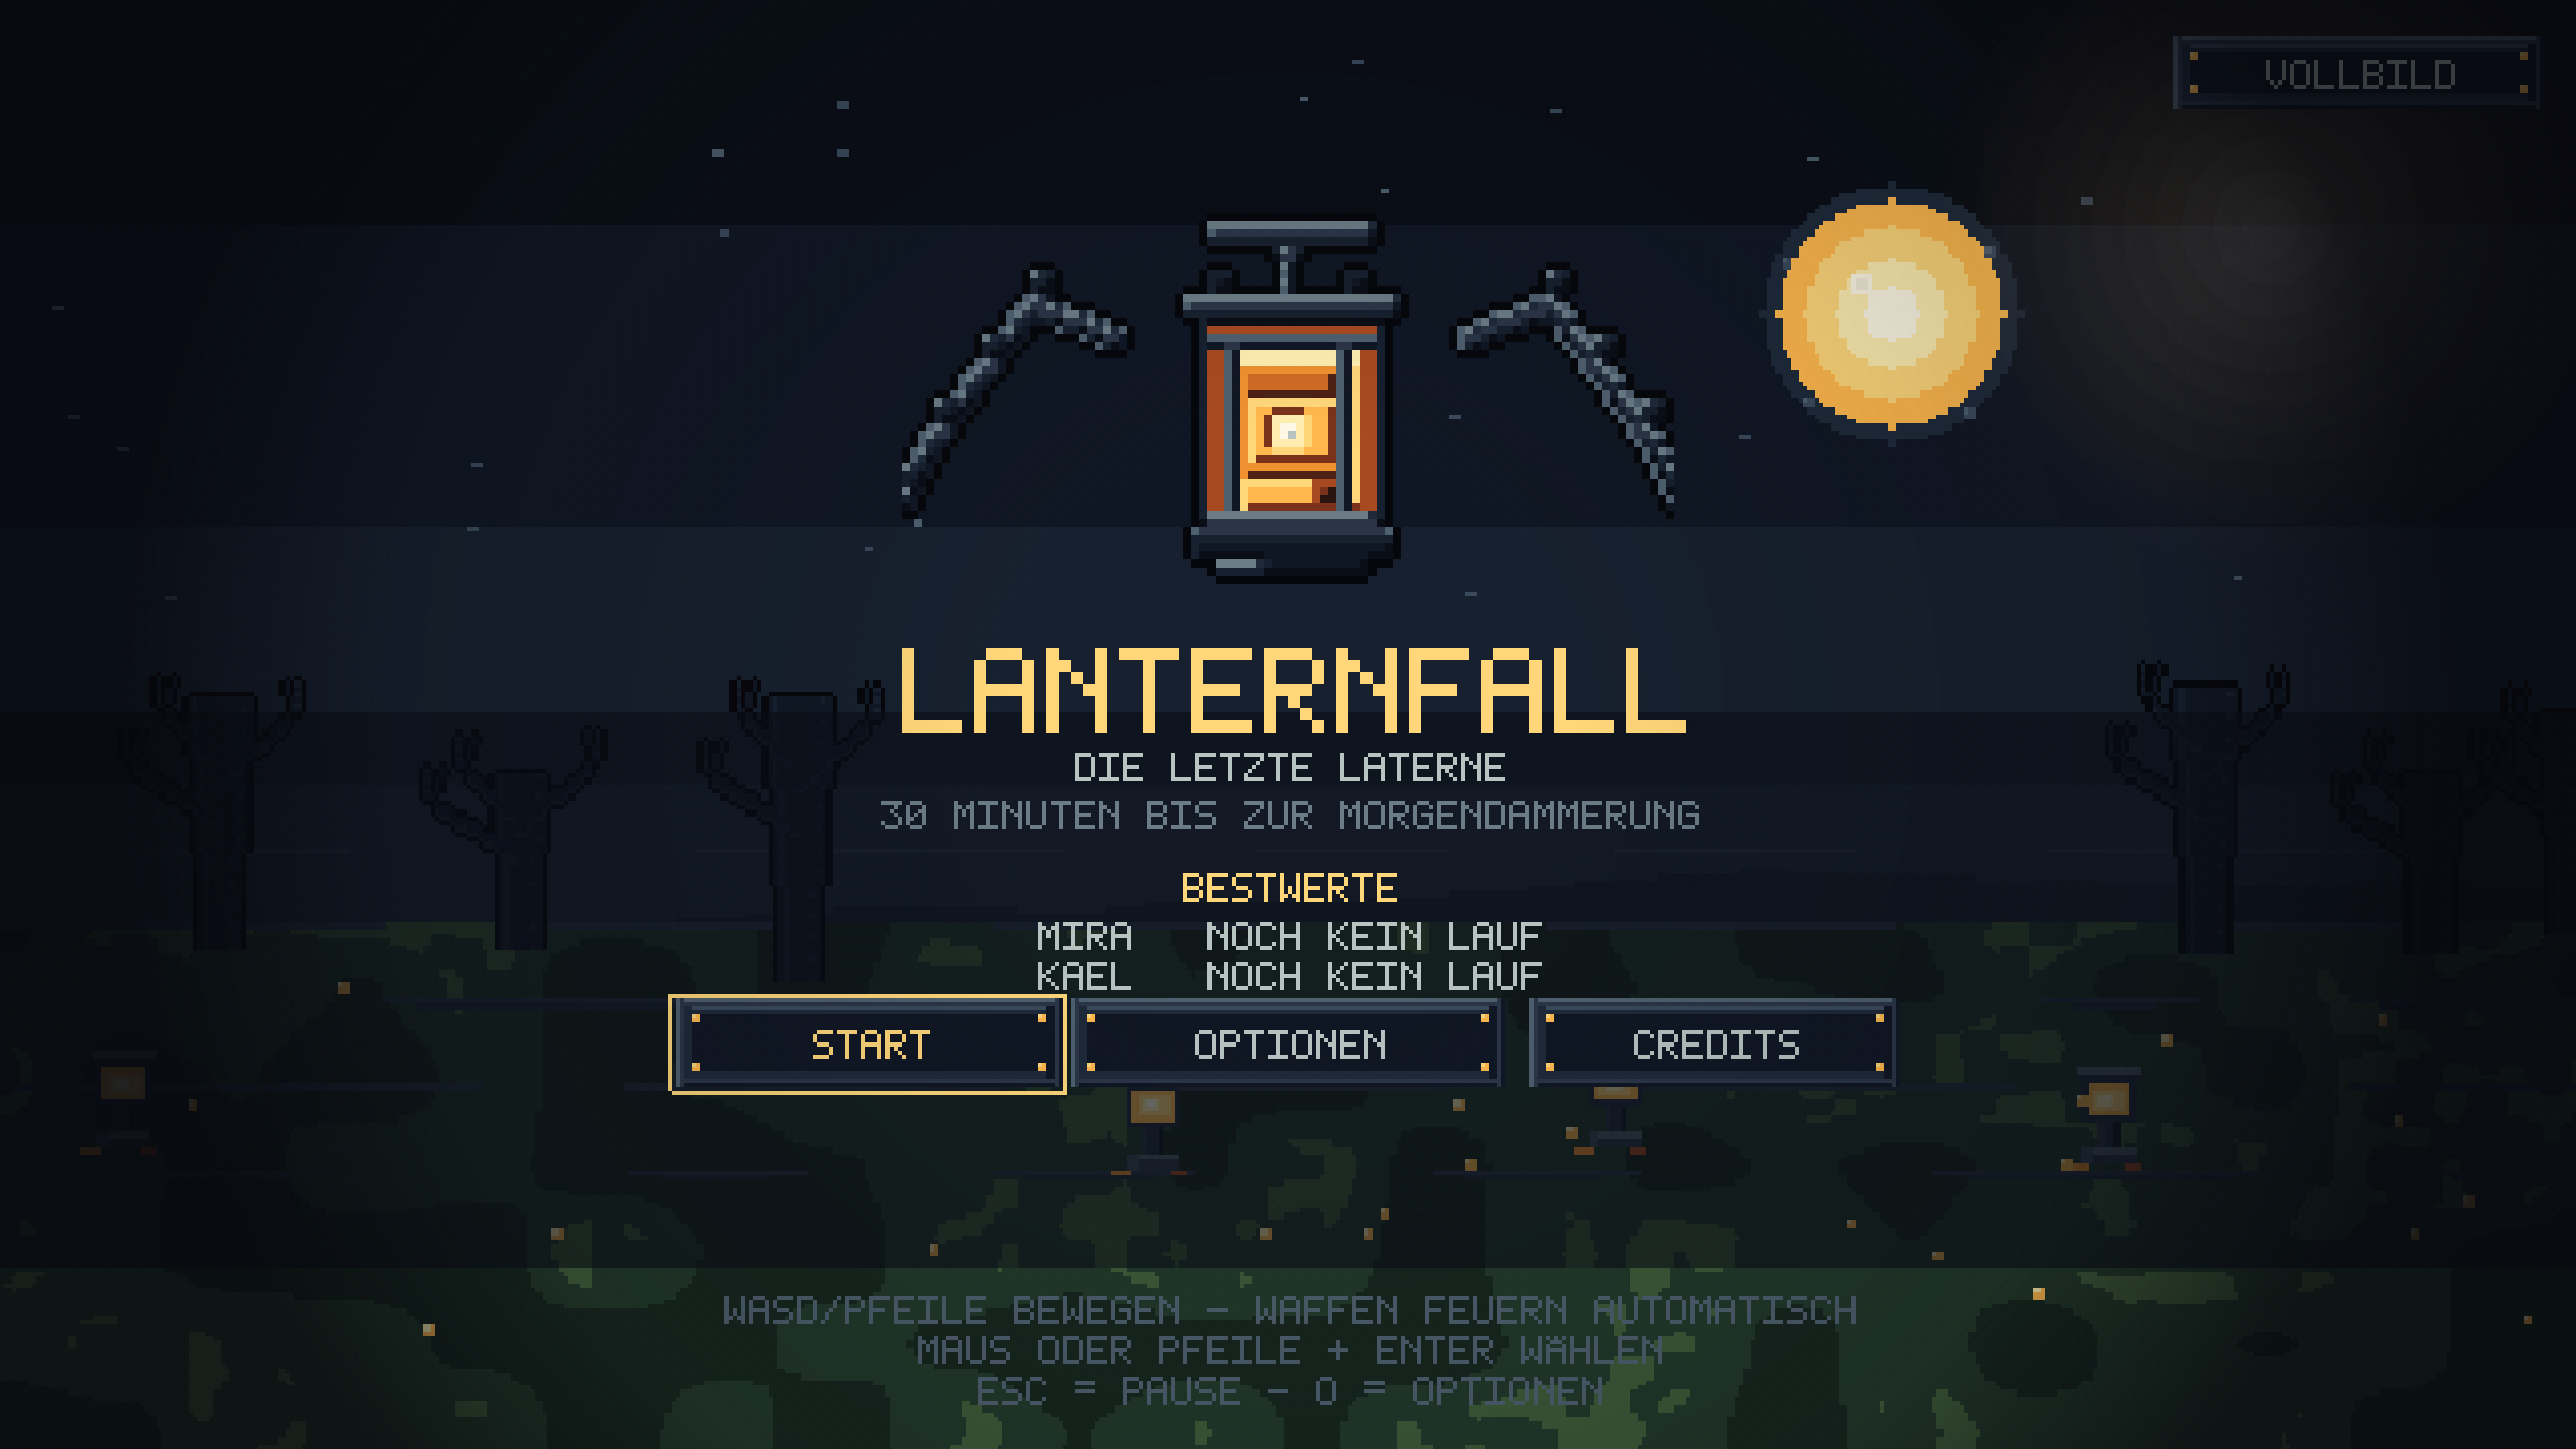 VOLLBILD
LANTERNFALL
DIE LETZTE LATERNE
30 MINUTEN BIS ZUR MORGENDÄMMERUNG
BESTWERTE
MIRA NOCH KEIN LAUF
KAEL NOCH KEIN LAUF
START OPTIONEN CREDITS
WASD/PFEILE BEWEGEN - WAFFEN FEUERN AUTOMATISCH
MAUS ODER PFEILE + ENTER WÄHLEN
ESC = PAUSE - O = OPTIONEN